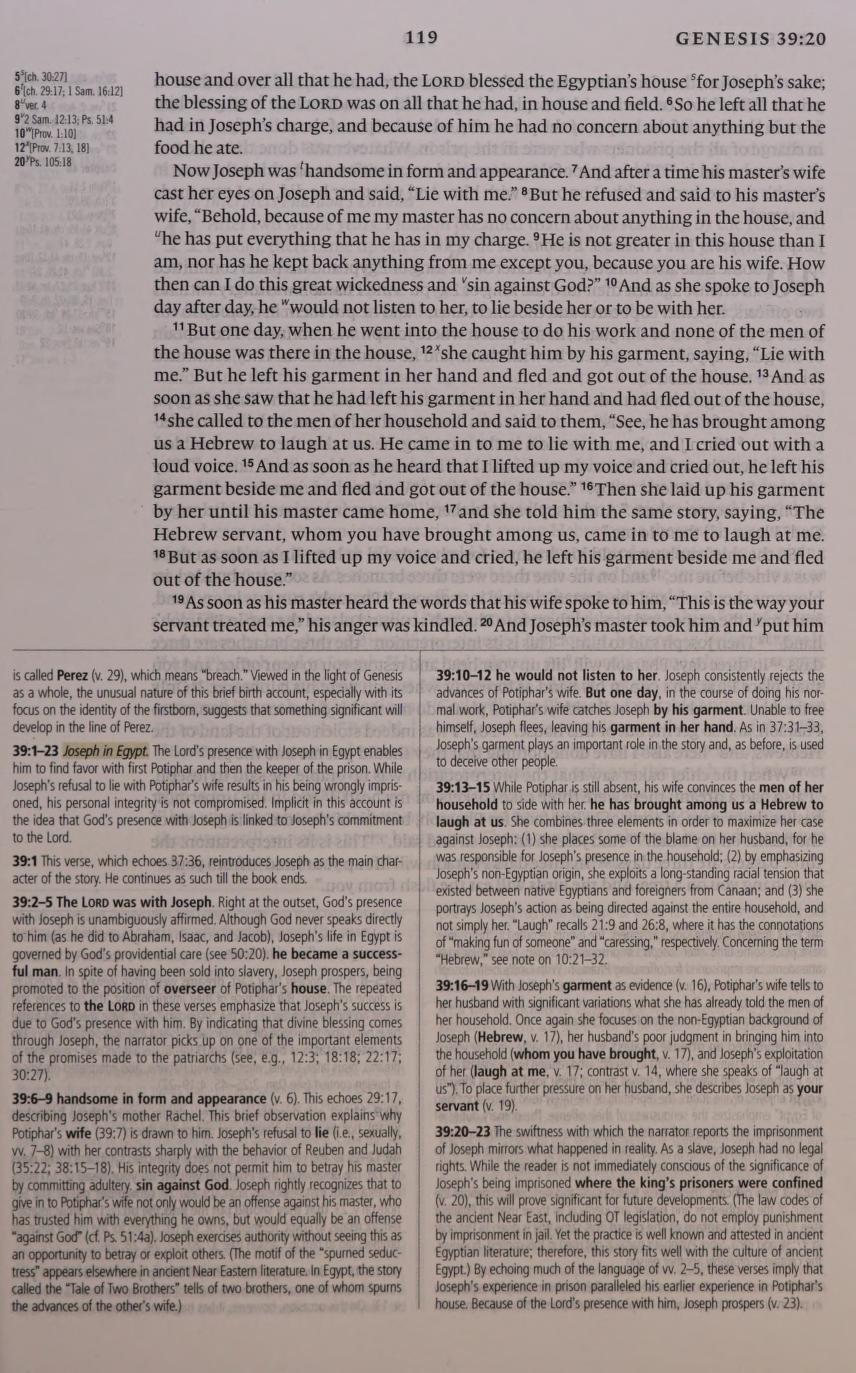 119
GENESIS 39:20
5ˢ[ch. 30:27]
6ᵗ[ch. 29:17; 1 Sam. 16:12]
8ᵘver. 4
9ᵛ2 Sam. 12:13; Ps. 51:4
10ʷ[Prov. 1:10]
12ˣ[Prov. 7:13, 18]
20ʸPs. 105:18
house and over all that he had, the LORD blessed the Egyptian's house ˢfor Joseph's sake;
the blessing of the LORD was on all that he had, in house and field. ⁶So he left all that he
had in Joseph's charge, and because of him he had no concern about anything but the
food he ate.
Now Joseph was ᵗhandsome in form and appearance. ⁷And after a time his master's wife
cast her eyes on Joseph and said, “Lie with me.” ⁸But he refused and said to his master's
wife, “Behold, because of me my master has no concern about anything in the house, and
ᵘhe has put everything that he has in my charge. ⁹He is not greater in this house than I
am, nor has he kept back anything from me except you, because you are his wife. How
then can I do this great wickedness and ᵛsin against God?” ¹⁰And as she spoke to Joseph
day after day, he ʷwould not listen to her, to lie beside her or to be with her.
¹¹But one day, when he went into the house to do his work and none of the men of
the house was there in the house, ¹²ˣshe caught him by his garment, saying, “Lie with
me.” But he left his garment in her hand and fled and got out of the house. ¹³And as
soon as she saw that he had left his garment in her hand and had fled out of the house,
¹⁴she called to the men of her household and said to them, “See, he has brought among
us a Hebrew to laugh at us. He came in to me to lie with me, and I cried out with a
loud voice. ¹⁵And as soon as he heard that I lifted up my voice and cried out, he left his
garment beside me and fled and got out of the house.” ¹⁶Then she laid up his garment
by her until his master came home, ¹⁷and she told him the same story, saying, “The
Hebrew servant, whom you have brought among us, came in to me to laugh at me.
¹⁸But as soon as I lifted up my voice and cried, he left his garment beside me and fled
out of the house.”
¹⁹As soon as his master heard the words that his wife spoke to him, “This is the way your
servant treated me,” his anger was kindled. ²⁰And Joseph's master took him and ʸput him
is called Perez (v. 29), which means “breach.” Viewed in the light of Genesis
as a whole, the unusual nature of this brief birth account, especially with its
focus on the identity of the firstborn, suggests that something significant will
develop in the line of Perez.
39:1–23 Joseph in Egypt. The Lord's presence with Joseph in Egypt enables
him to find favor with first Potiphar and then the keeper of the prison. While
Joseph's refusal to lie with Potiphar's wife results in his being wrongly impris-
oned, his personal integrity is not compromised. Implicit in this account is
the idea that God's presence with Joseph is linked to Joseph's commitment
to the Lord.
39:1 This verse, which echoes 37:36, reintroduces Joseph as the main char-
acter of the story. He continues as such till the book ends.
39:2–5 The LORD was with Joseph. Right at the outset, God's presence
with Joseph is unambiguously affirmed. Although God never speaks directly
to him (as he did to Abraham, Isaac, and Jacob), Joseph's life in Egypt is
governed by God's providential care (see 50:20). he became a success-
ful man. In spite of having been sold into slavery, Joseph prospers, being
promoted to the position of overseer of Potiphar's house. The repeated
references to the LORD in these verses emphasize that Joseph's success is
due to God's presence with him. By indicating that divine blessing comes
through Joseph, the narrator picks up on one of the important elements
of the promises made to the patriarchs (see, e.g., 12:3; 18:18; 22:17;
30:27).
39:6–9 handsome in form and appearance (v. 6). This echoes 29:17,
describing Joseph's mother Rachel. This brief observation explains why
Potiphar's wife (39:7) is drawn to him. Joseph's refusal to lie (i.e., sexually,
vv. 7–8) with her contrasts sharply with the behavior of Reuben and Judah
(35:22; 38:15–18). His integrity does not permit him to betray his master
by committing adultery. sin against God. Joseph rightly recognizes that to
give in to Potiphar's wife not only would be an offense against his master, who
has trusted him with everything he owns, but would equally be an offense
“against God” (cf. Ps. 51:4a). Joseph exercises authority without seeing this as
an opportunity to betray or exploit others. (The motif of the “spurned seduc-
tress” appears elsewhere in ancient Near Eastern literature. In Egypt, the story
called the “Tale of Two Brothers” tells of two brothers, one of whom spurns
the advances of the other's wife.)
39:10–12 he would not listen to her. Joseph consistently rejects the
advances of Potiphar's wife. But one day, in the course of doing his nor-
mal work, Potiphar's wife catches Joseph by his garment. Unable to free
himself, Joseph flees, leaving his garment in her hand. As in 37:31–33,
Joseph's garment plays an important role in the story and, as before, is used
to deceive other people.
39:13–15 While Potiphar is still absent, his wife convinces the men of her
household to side with her. he has brought among us a Hebrew to
laugh at us. She combines three elements in order to maximize her case
against Joseph: (1) she places some of the blame on her husband, for he
was responsible for Joseph's presence in the household; (2) by emphasizing
Joseph's non-Egyptian origin, she exploits a long-standing racial tension that
existed between native Egyptians and foreigners from Canaan; and (3) she
portrays Joseph's action as being directed against the entire household, and
not simply her. “Laugh” recalls 21:9 and 26:8, where it has the connotations
of “making fun of someone” and “caressing,” respectively. Concerning the term
“Hebrew,” see note on 10:21–32.
39:16–19 With Joseph's garment as evidence (v. 16), Potiphar's wife tells to
her husband with significant variations what she has already told the men of
her household. Once again she focuses on the non-Egyptian background of
Joseph (Hebrew, v. 17), her husband's poor judgment in bringing him into
the household (whom you have brought, v. 17), and Joseph's exploitation
of her (laugh at me, v. 17; contrast v. 14, where she speaks of “laugh at
us”). To place further pressure on her husband, she describes Joseph as your
servant (v. 19).
39:20–23 The swiftness with which the narrator reports the imprisonment
of Joseph mirrors what happened in reality. As a slave, Joseph had no legal
rights. While the reader is not immediately conscious of the significance of
Joseph's being imprisoned where the king's prisoners were confined
(v. 20), this will prove significant for future developments. (The law codes of
the ancient Near East, including OT legislation, do not employ punishment
by imprisonment in jail. Yet the practice is well known and attested in ancient
Egyptian literature; therefore, this story fits well with the culture of ancient
Egypt.) By echoing much of the language of vv. 2–5, these verses imply that
Joseph's experience in prison paralleled his earlier experience in Potiphar's
house. Because of the Lord's presence with him, Joseph prospers (v. 23).